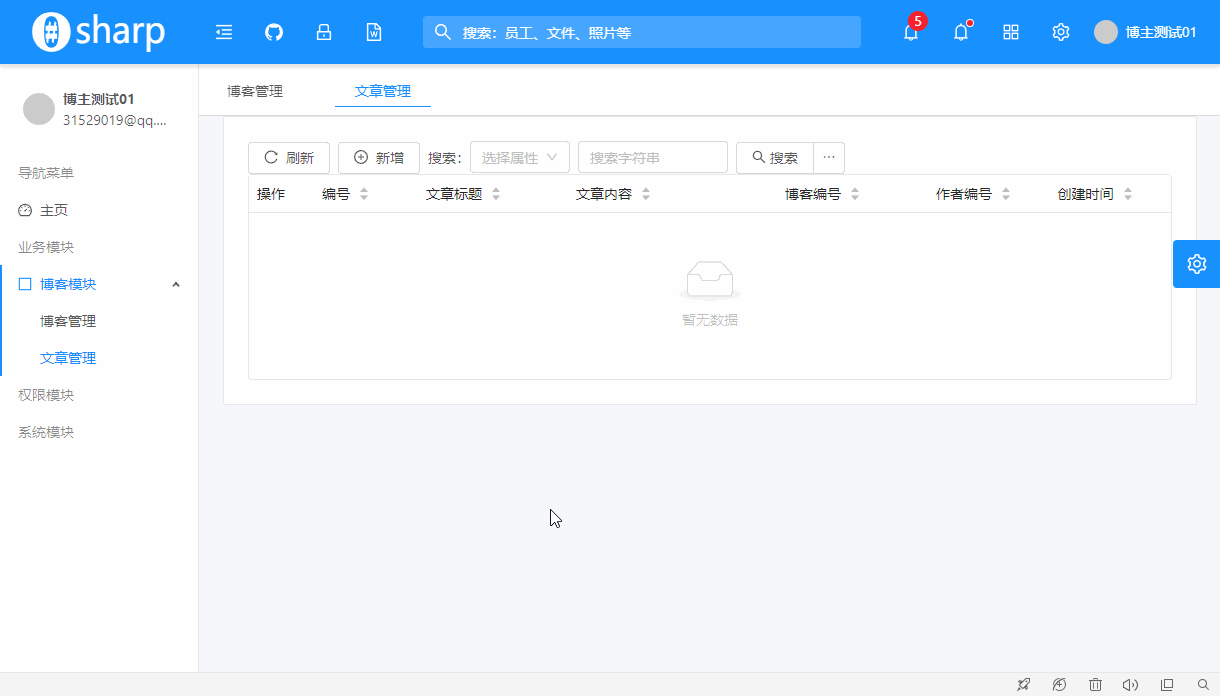 sharp
搜索：员工、文件、照片等
5
博主测试01
博主测试01
31529019@qq....
导航菜单
主页
业务模块
博客模块
博客管理
文章管理
权限模块
系统模块
博客管理
文章管理
刷新
新增
搜索：
选择属性
搜索字符串
搜索
···
操作
编号
文章标题
文章内容
博客编号
作者编号
创建时间
暂无数据